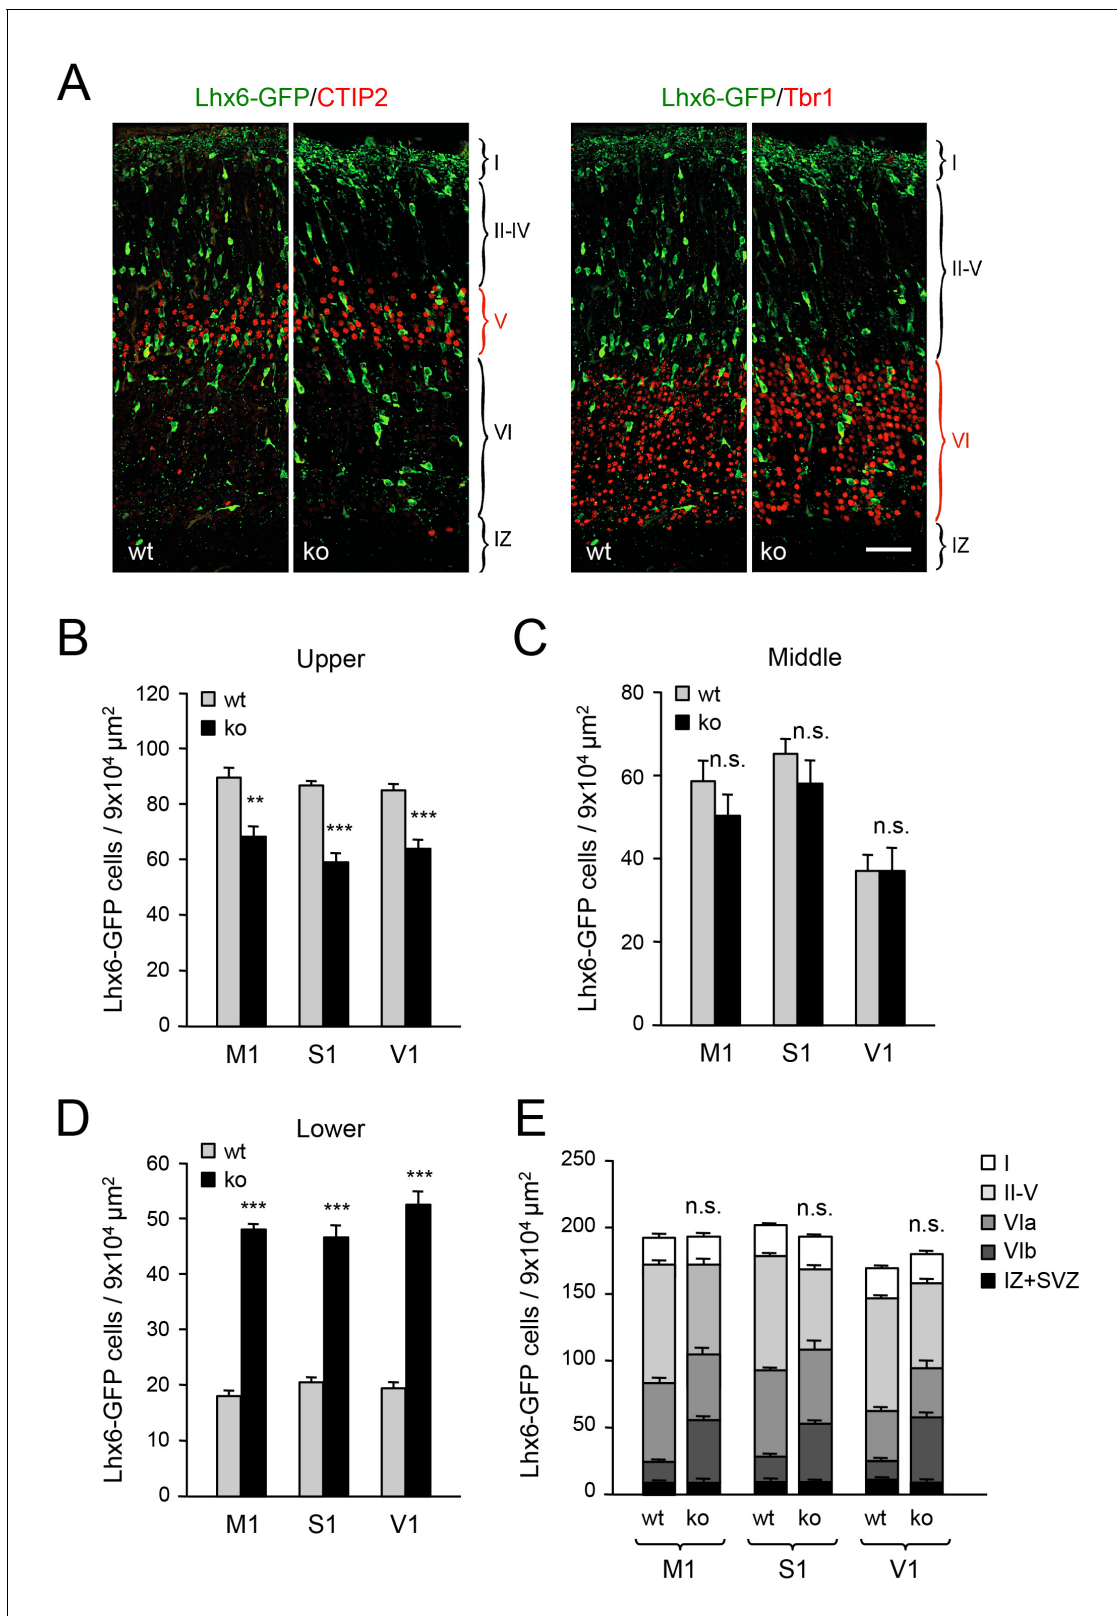 A
Lhx6-GFP/CTIP2
Lhx6-GFP/Tbr1
I
II-IV
V
VI
IZ
wt
ko
I
II-V
VI
IZ
wt
ko
B
Upper
wt
ko
Lhx6-GFP cells / 9x10⁴ µm²
120
100
80
60
40
20
0
**
***
***
M1 S1 V1
C
Middle
wt
ko
Lhx6-GFP cells / 9x10⁴ µm²
80
60
40
20
0
n.s.
n.s.
n.s.
M1 S1 V1
D
Lower
wt
ko
Lhx6-GFP cells / 9x10⁴ µm²
60
50
40
30
20
10
0
***
***
***
M1 S1 V1
E
Lhx6-GFP cells / 9x10⁴ µm²
250
200
150
100
50
0
n.s.
n.s.
n.s.
I
II-V
VIa
VIb
IZ+SVZ
wt ko wt ko wt ko
M1 S1 V1